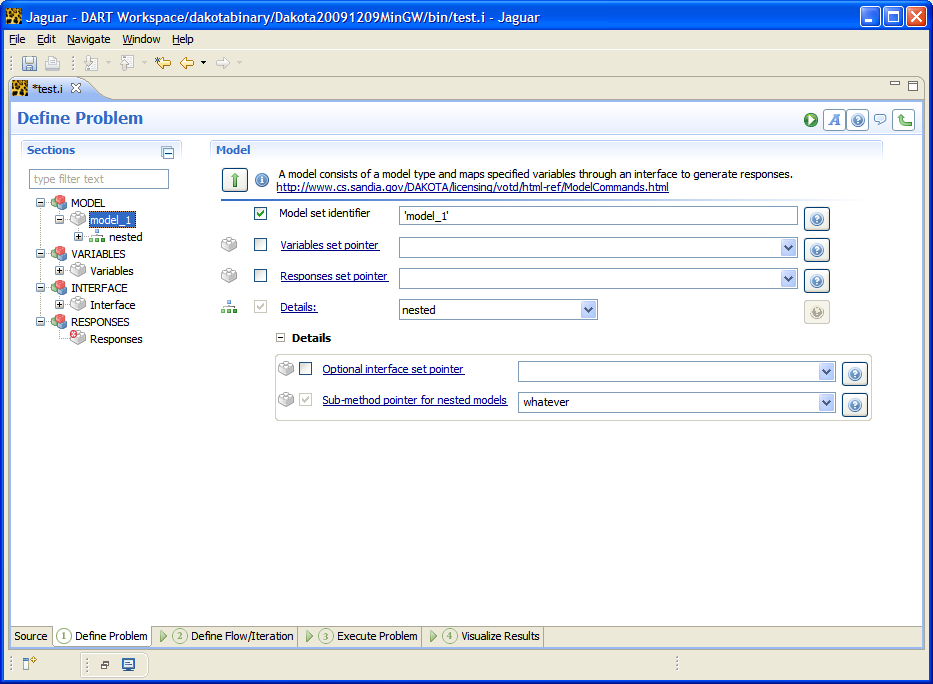 Jaguar - DART Workspace/dakotabinary/Dakota20091209MinGW/bin/test.i - Jaguar
File Edit Navigate Window Help
*test.i
Define Problem
A
Sections
Model
type filter text
A model consists of a model type and maps specified variables through an interface to generate responses.
http://www.cs.sandia.gov/DAKOTA/licensing/votd/html-ref/ModelCommands.html
MODEL
model_1
nested
VARIABLES
Variables
INTERFACE
Interface
RESPONSES
Responses
Model set identifier 'model_1'
Variables set pointer
Responses set pointer
Details: nested
Details
Optional interface set pointer
Sub-method pointer for nested models whatever
Source 1 Define Problem 2 Define Flow/Iteration 3 Execute Problem 4 Visualize Results